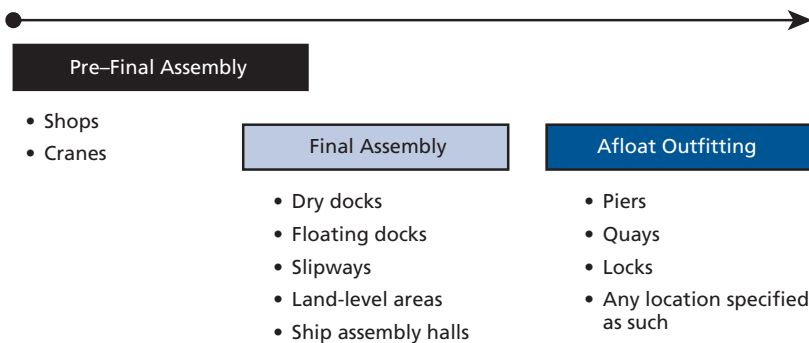 Pre–Final Assembly
• Shops
• Cranes
Final Assembly
• Dry docks
• Floating docks
• Slipways
• Land-level areas
• Ship assembly halls
Afloat Outfitting
• Piers
• Quays
• Locks
• Any location specified
as such